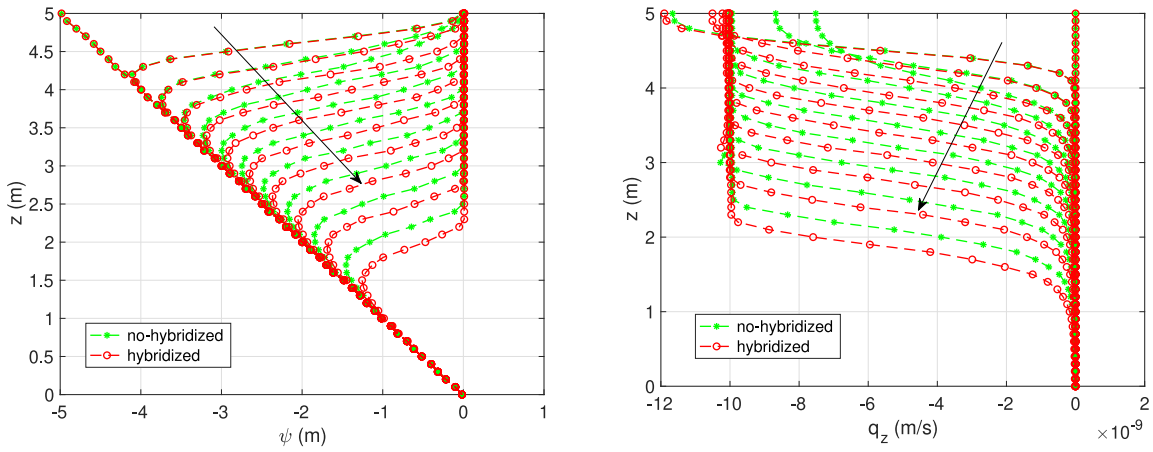 5
4.5
4
3.5
3
2.5
2
1.5
1
0.5
0
z (m)
-5 -4 -3 -2 -1 0 1
ψ (m)
no-hybridized
hybridized
5
4
3
2
1
0
z (m)
-12 -10 -8 -6 -4 -2 0 2
q_z (m/s)
×10^-9
no-hybridized
hybridized